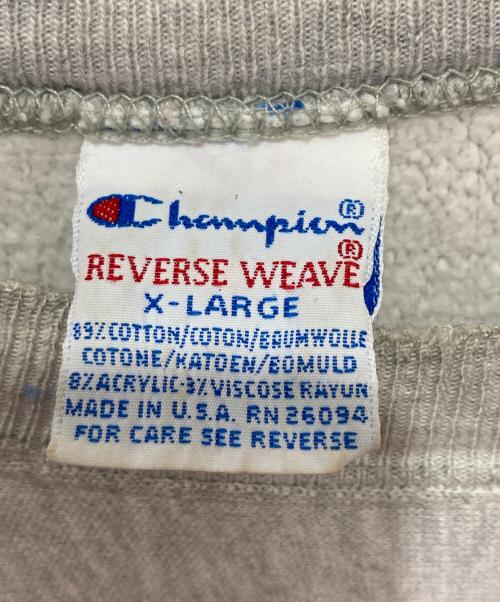 Champion®
REVERSE WEAVE®
X-LARGE
89% COTTON/COTON/BAUMWOLLE
COTONE/KATOEN/BOMULD
8% ACRYLIC-3% VISCOSE RAYON
MADE IN U.S.A. RN 26094
FOR CARE SEE REVERSE